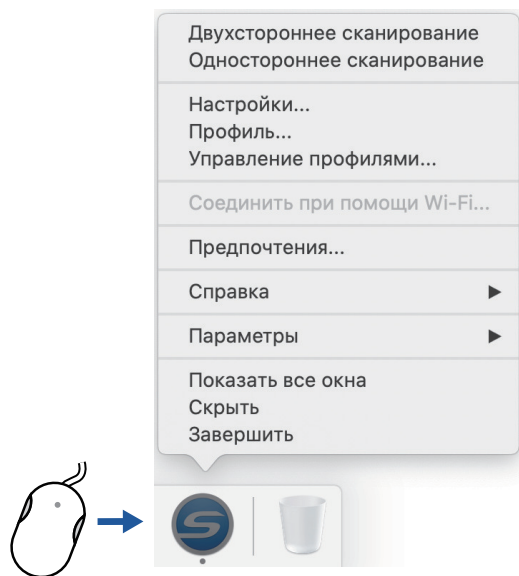 Двухстороннее сканирование
Одностороннее сканирование
Настройки...
Профиль...
Управление профилями...
Соединить при помощи Wi-Fi...
Предпочтения...
Справка
Параметры
Показать все окна
Скрыть
Завершить
S